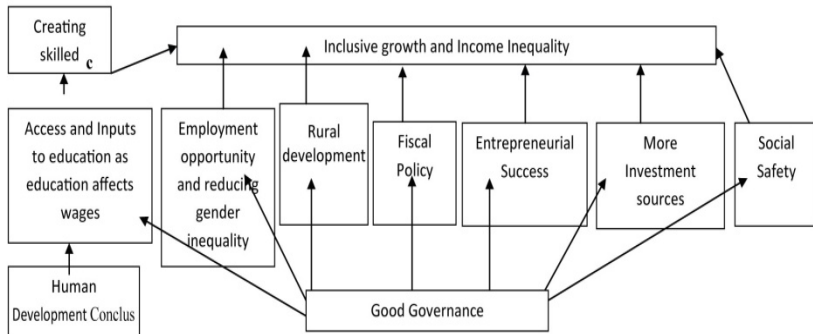 Creating
skilled c
Inclusive growth and Income Inequality
Access and Inputs
to education as
education affects
wages
Employment
opportunity
and reducing
gender
inequality
Rural
development
Fiscal
Policy
Entrepreneurial
Success
More
Investment
sources
Social
Safety
Human
Development Conclus
Good Governance